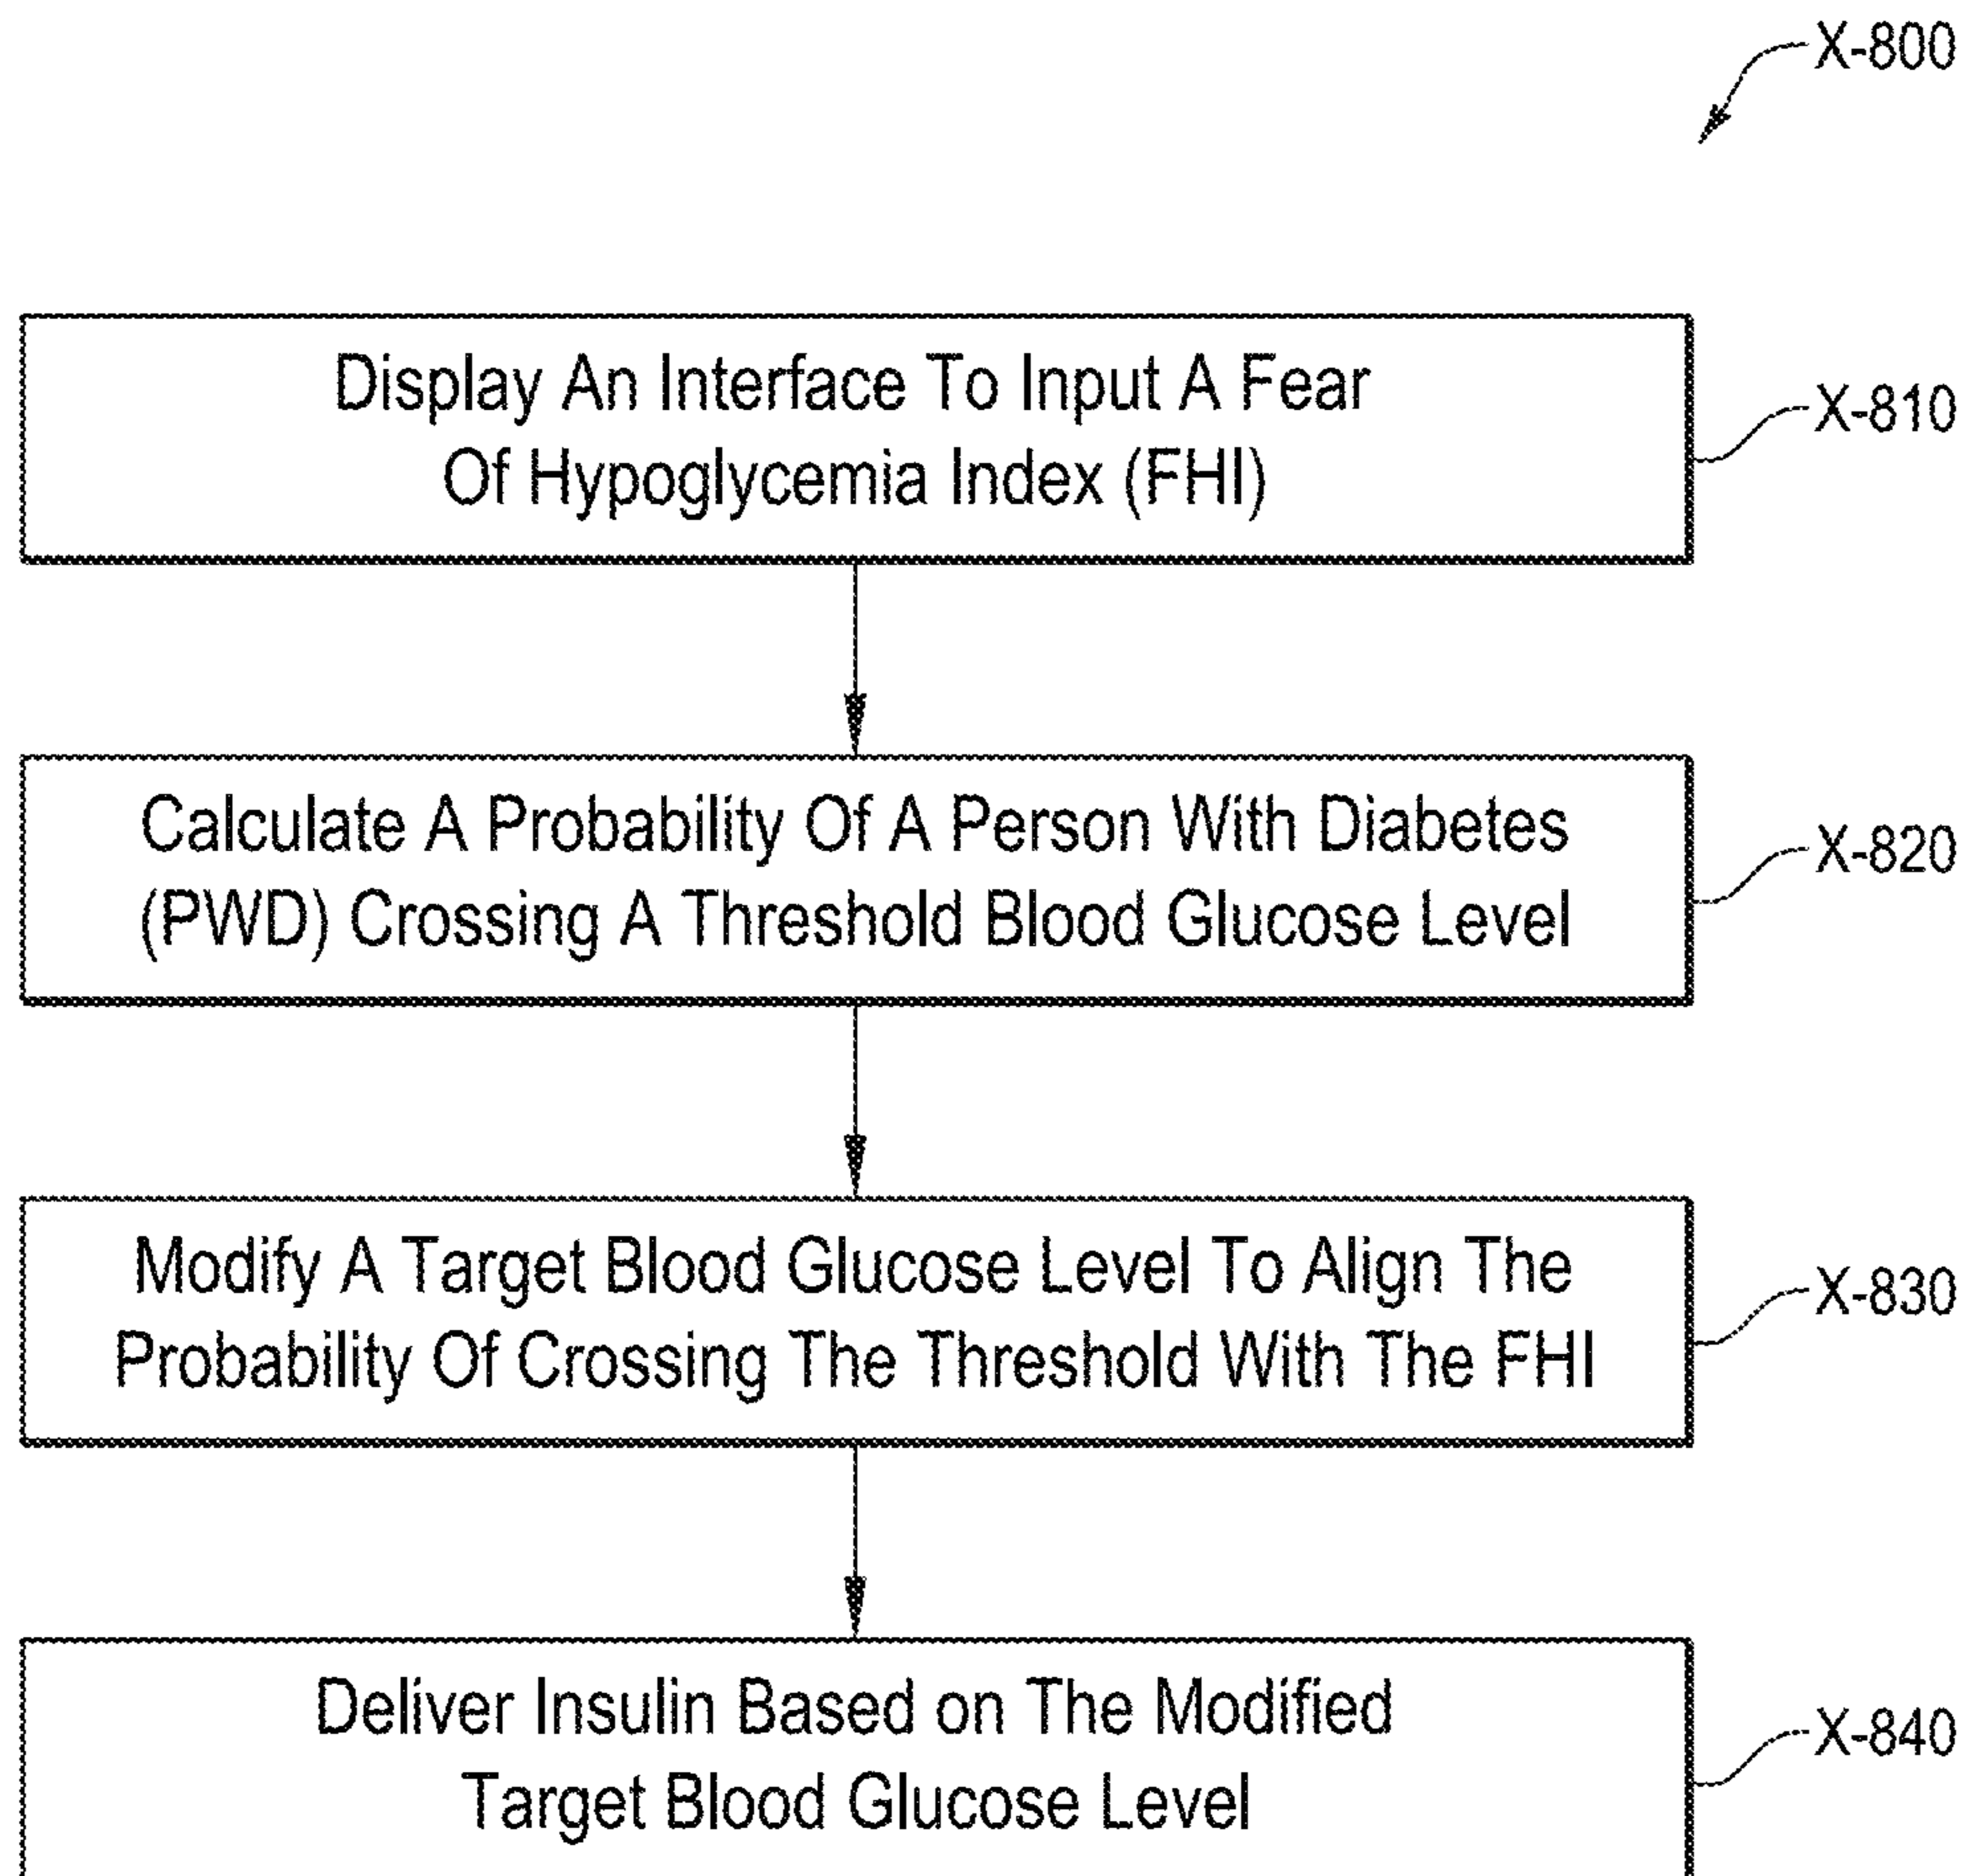 X-800
Display An Interface To Input A Fear
Of Hypoglycemia Index (FHI)
X-810
Calculate A Probability Of A Person With Diabetes
(PWD) Crossing A Threshold Blood Glucose Level
X-820
Modify A Target Blood Glucose Level To Align The
Probability Of Crossing The Threshold With The FHI
X-830
Deliver Insulin Based on The Modified
Target Blood Glucose Level
X-840